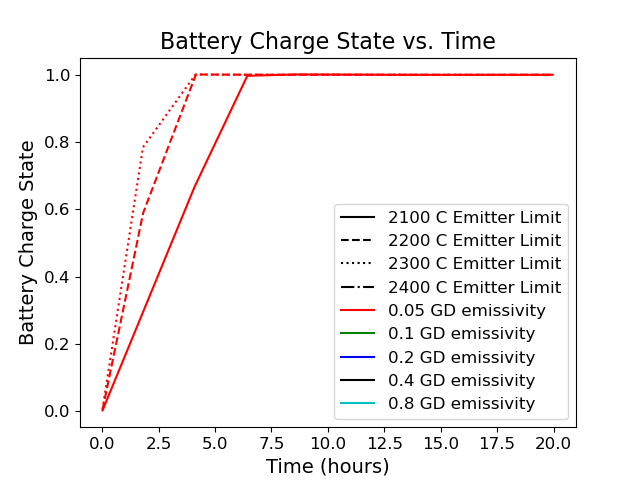 Battery Charge State vs. Time
Battery Charge State
1.0
0.8
0.6
0.4
0.2
0.0
2100 C Emitter Limit
2200 C Emitter Limit
2300 C Emitter Limit
2400 C Emitter Limit
0.05 GD emissivity
0.1 GD emissivity
0.2 GD emissivity
0.4 GD emissivity
0.8 GD emissivity
0.0 2.5 5.0 7.5 10.0 12.5 15.0 17.5 20.0
Time (hours)